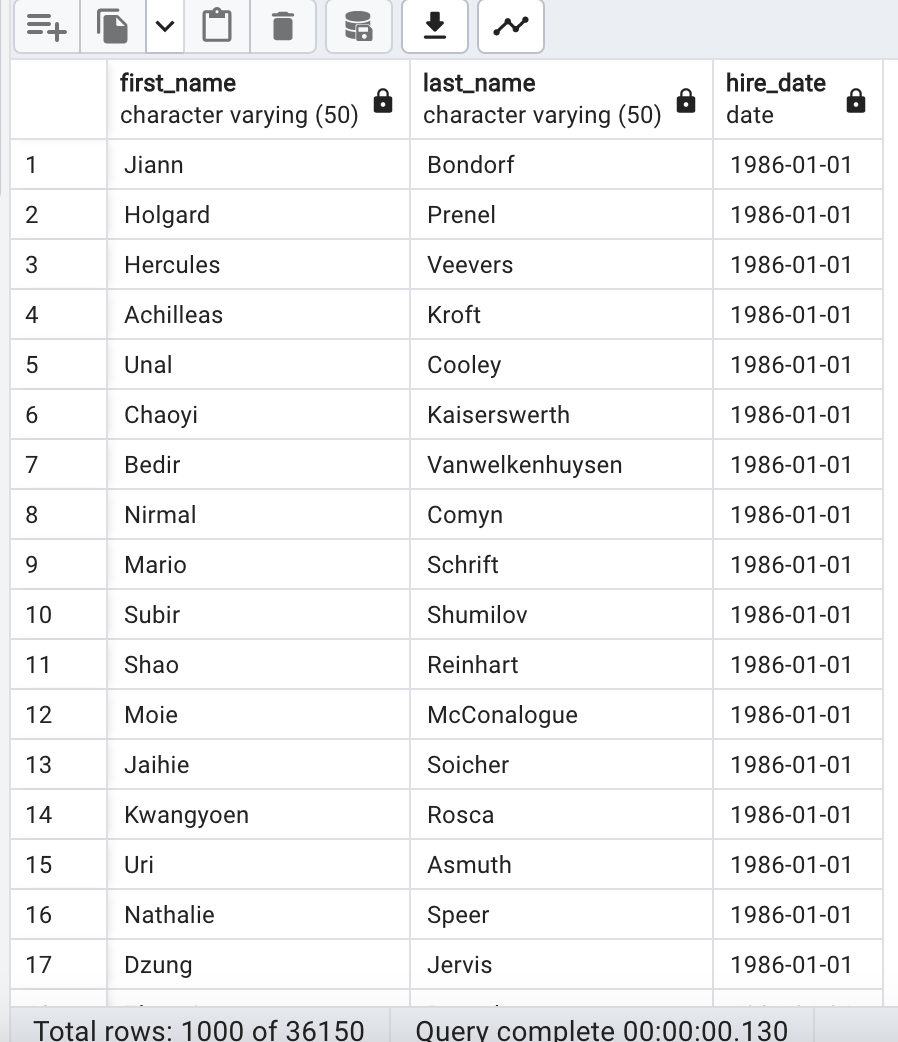 first_name last_name hire_date
character varying (50) character varying (50) date
1 Jiann Bondorf 1986-01-01
2 Holgard Prenel 1986-01-01
3 Hercules Veevers 1986-01-01
4 Achilleas Kroft 1986-01-01
5 Unal Cooley 1986-01-01
6 Chaoyi Kaiserswerth 1986-01-01
7 Bedir Vanwelkenhuysen 1986-01-01
8 Nirmal Comyn 1986-01-01
9 Mario Schrift 1986-01-01
10 Subir Shumilov 1986-01-01
11 Shao Reinhart 1986-01-01
12 Moie McConalogue 1986-01-01
13 Jaihie Soicher 1986-01-01
14 Kwangyoen Rosca 1986-01-01
15 Uri Asmuth 1986-01-01
16 Nathalie Speer 1986-01-01
17 Dzung Jervis 1986-01-01
Total rows: 1000 of 36150 Query complete 00:00:00.130